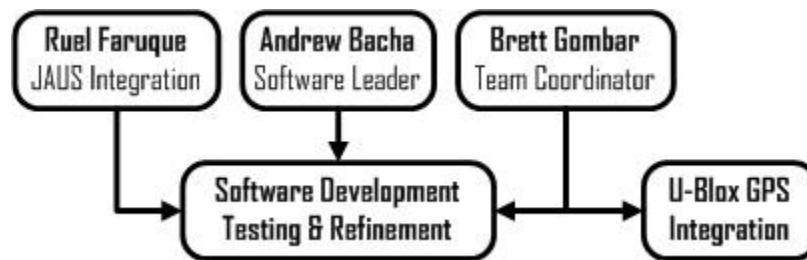 Ruel Faruque
JAUS Integration
Andrew Bacha
Software Leader
Brett Gombar
Team Coordinator
Software Development
Testing & Refinement
U-Blox GPS
Integration